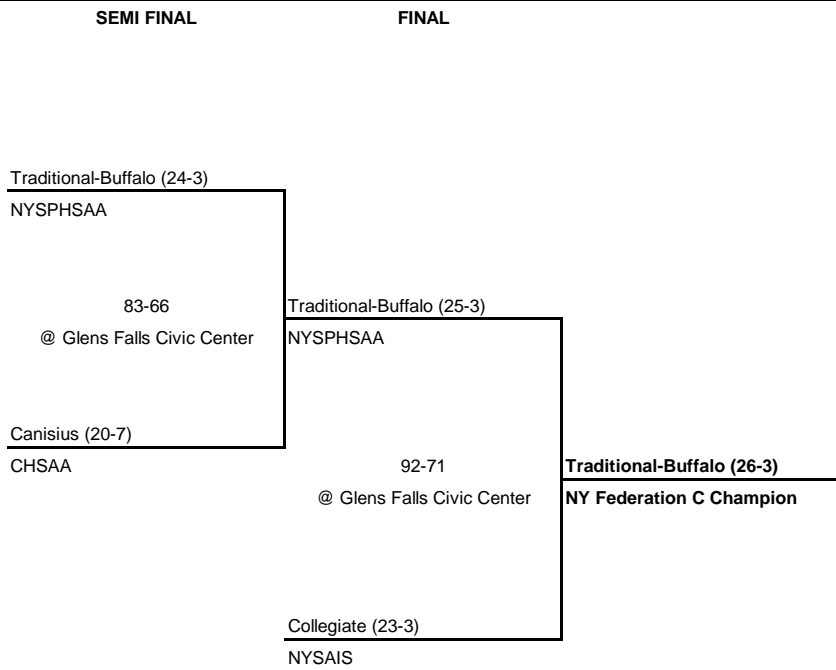 SEMI FINAL
FINAL
Traditional-Buffalo (24-3)
NYSPHSAA
83-66
@ Glens Falls Civic Center
Canisius (20-7)
CHSAA
Traditional-Buffalo (25-3)
NYSPHSAA
92-71
@ Glens Falls Civic Center
Collegiate (23-3)
NYSAIS
Traditional-Buffalo (26-3)
NY Federation C Champion